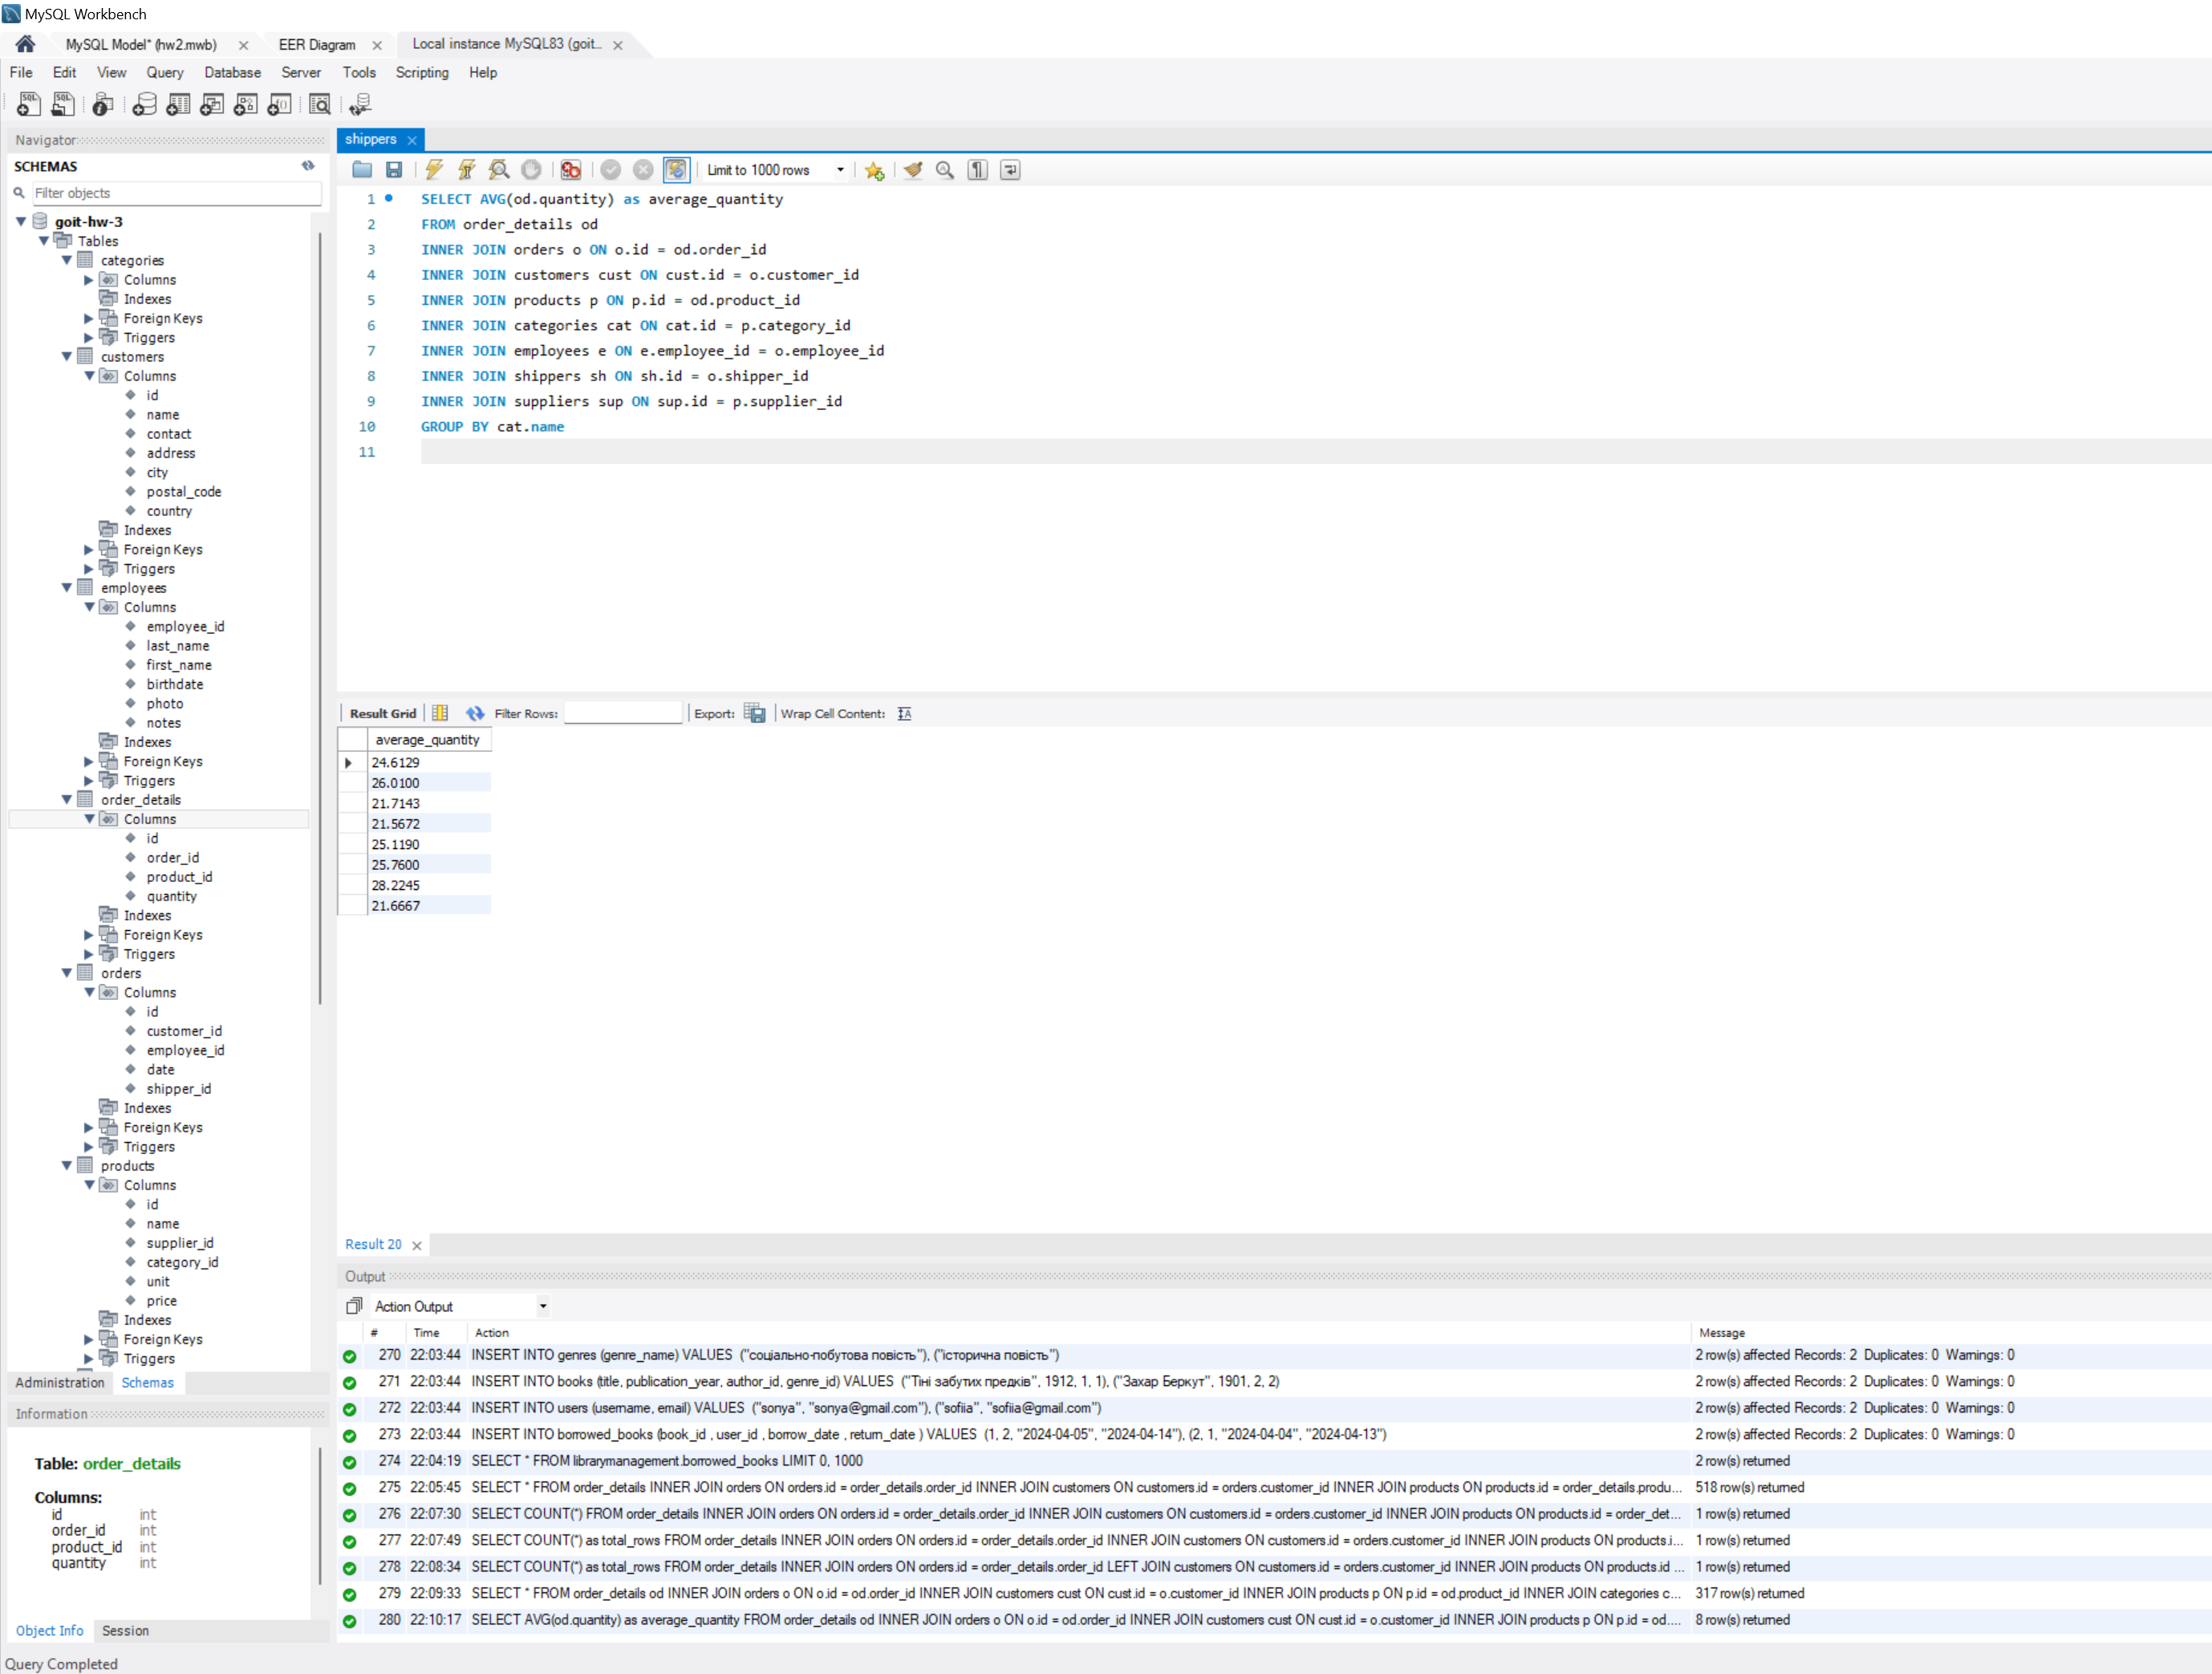 MySQL Workbench
MySQL Model* (hw2.mwb) EER Diagram Local instance MySQL83 (goit...
File Edit View Query Database Server Tools Scripting Help
Navigator
SCHEMAS
Filter objects
goit-hw-3
Tables
categories
Columns
Indexes
Foreign Keys
Triggers
customers
Columns
id
name
contact
address
city
postal_code
country
Indexes
Foreign Keys
Triggers
employees
Columns
employee_id
last_name
first_name
birthdate
photo
notes
Indexes
Foreign Keys
Triggers
order_details
Columns
id
order_id
product_id
quantity
Indexes
Foreign Keys
Triggers
orders
Columns
id
customer_id
employee_id
date
shipper_id
Indexes
Foreign Keys
Triggers
products
Columns
id
name
supplier_id
category_id
unit
price
Indexes
Foreign Keys
Triggers
Administration Schemas
Information
Table: order_details
Columns:
id int
order_id int
product_id int
quantity int
Object Info Session
Query Completed
shippers
Limit to 1000 rows
1 SELECT AVG(od.quantity) as average_quantity
2 FROM order_details od
3 INNER JOIN orders o ON o.id = od.order_id
4 INNER JOIN customers cust ON cust.id = o.customer_id
5 INNER JOIN products p ON p.id = od.product_id
6 INNER JOIN categories cat ON cat.id = p.category_id
7 INNER JOIN employees e ON e.employee_id = o.employee_id
8 INNER JOIN shippers sh ON sh.id = o.shipper_id
9 INNER JOIN suppliers sup ON sup.id = p.supplier_id
10 GROUP BY cat.name
11
Result Grid Filter Rows: Export: Wrap Cell Content:
average_quantity
24.6129
26.0100
21.7143
21.5672
25.1190
25.7600
28.2245
21.6667
Result 20
Output
Action Output
# Time Action Message
270 22:03:44 INSERT INTO genres (genre_name) VALUES ("соціально-побутова повість"), ("історична повість") 2 row(s) affected Records: 2 Duplicates: 0 Warnings: 0
271 22:03:44 INSERT INTO books (title, publication_year, author_id, genre_id) VALUES ("Тіні забутих предків", 1912, 1, 1), ("Захар Беркут", 1901, 2, 2) 2 row(s) affected Records: 2 Duplicates: 0 Warnings: 0
272 22:03:44 INSERT INTO users (username, email) VALUES ("sonya", "sonya@gmail.com"), ("sofiia", "sofiia@gmail.com") 2 row(s) affected Records: 2 Duplicates: 0 Warnings: 0
273 22:03:44 INSERT INTO borrowed_books (book_id , user_id , borrow_date , return_date ) VALUES (1, 2, "2024-04-05", "2024-04-14"), (2, 1, "2024-04-04", "2024-04-13") 2 row(s) affected Records: 2 Duplicates: 0 Warnings: 0
274 22:04:19 SELECT * FROM librarymanagement.borrowed_books LIMIT 0, 1000 2 row(s) returned
275 22:05:45 SELECT * FROM order_details INNER JOIN orders ON orders.id = order_details.order_id INNER JOIN customers ON customers.id = orders.customer_id INNER JOIN products ON products.id = order_details.produ... 518 row(s) returned
276 22:07:30 SELECT COUNT(*) FROM order_details INNER JOIN orders ON orders.id = order_details.order_id INNER JOIN customers ON customers.id = orders.customer_id INNER JOIN products ON products.id = order_det... 1 row(s) returned
277 22:07:49 SELECT COUNT(*) as total_rows FROM order_details INNER JOIN orders ON orders.id = order_details.order_id INNER JOIN customers ON customers.id = orders.customer_id INNER JOIN products ON products.i... 1 row(s) returned
278 22:08:34 SELECT COUNT(*) as total_rows FROM order_details INNER JOIN orders ON orders.id = order_details.order_id LEFT JOIN customers ON customers.id = orders.customer_id INNER JOIN products ON products.id ... 1 row(s) returned
279 22:09:33 SELECT * FROM order_details od INNER JOIN orders o ON o.id = od.order_id INNER JOIN customers cust ON cust.id = o.customer_id INNER JOIN products p ON p.id = od.product_id INNER JOIN categories c... 317 row(s) returned
280 22:10:17 SELECT AVG(od.quantity) as average_quantity FROM order_details od INNER JOIN orders o ON o.id = od.order_id INNER JOIN customers cust ON cust.id = o.customer_id INNER JOIN products p ON p.id = od.... 8 row(s) returned